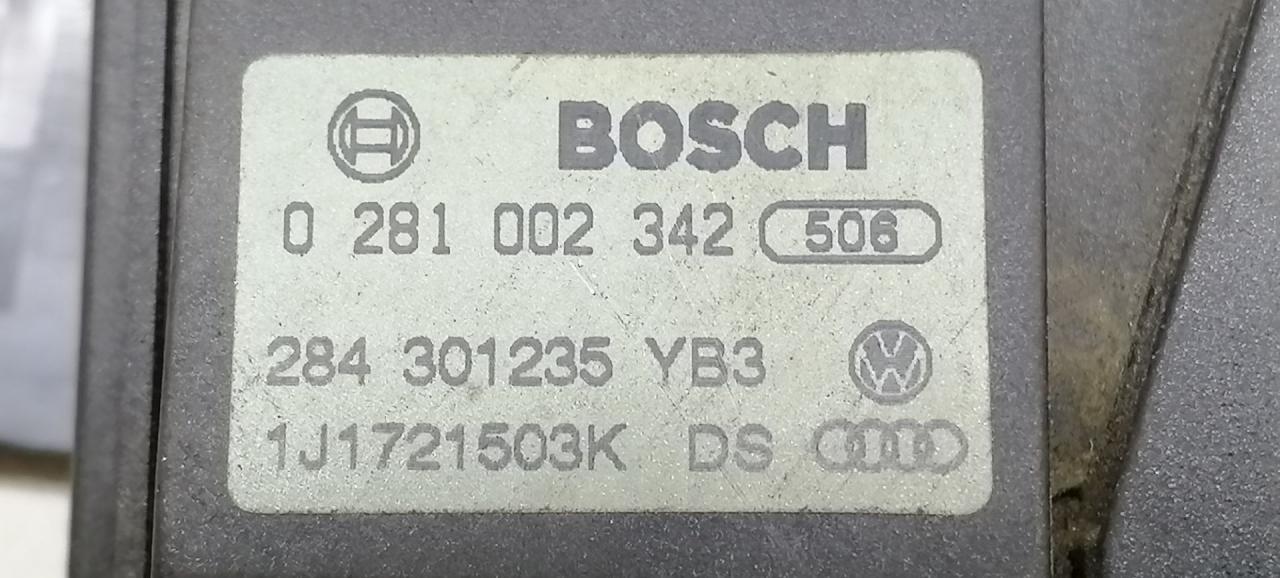 BOSCH
0 281 002 342 506
284 301235 YB3
1J1721503K DS